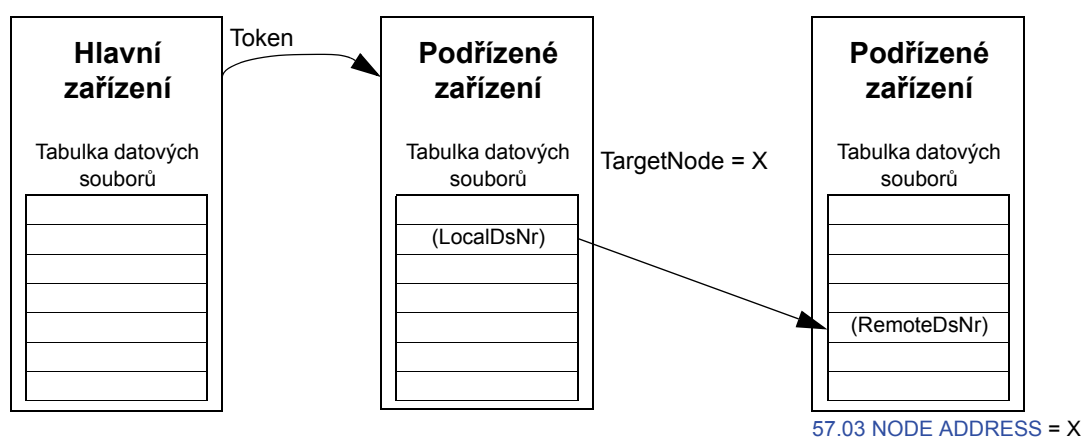 Hlavní
zařízení
Tabulka datových
souborů
Token
Podřízené
zařízení
Tabulka datových
souborů
(LocalDsNr)
TargetNode = X
Podřízené
zařízení
Tabulka datových
souborů
(RemoteDsNr)
57.03 NODE ADDRESS = X